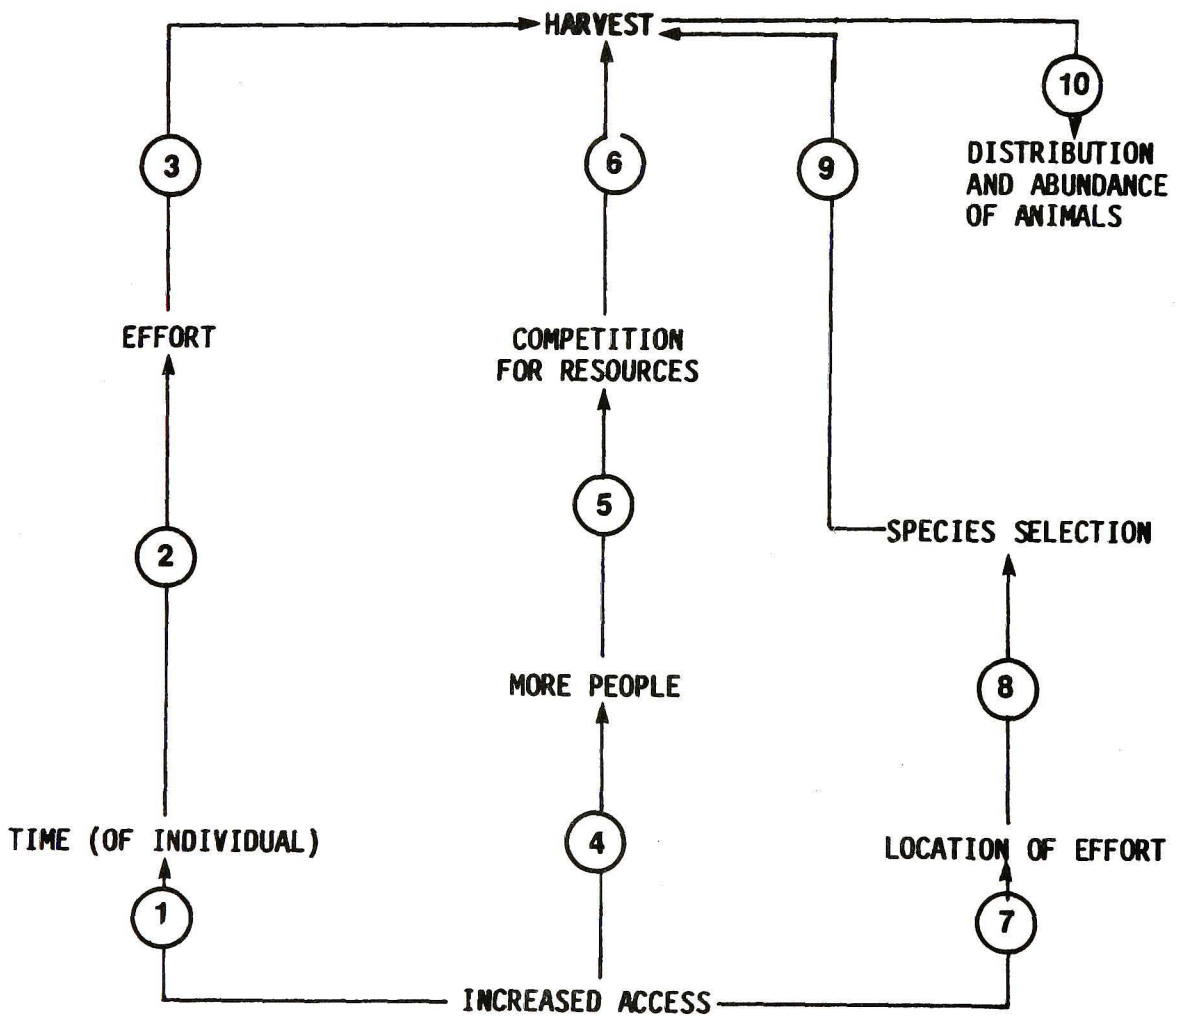 HARVEST
10
3
6
9
DISTRIBUTION
AND ABUNDANCE
OF ANIMALS
EFFORT
COMPETITION
FOR RESOURCES
5
SPECIES SELECTION
2
MORE PEOPLE
8
TIME (OF INDIVIDUAL)
4
LOCATION OF EFFORT
1
7
INCREASED ACCESS